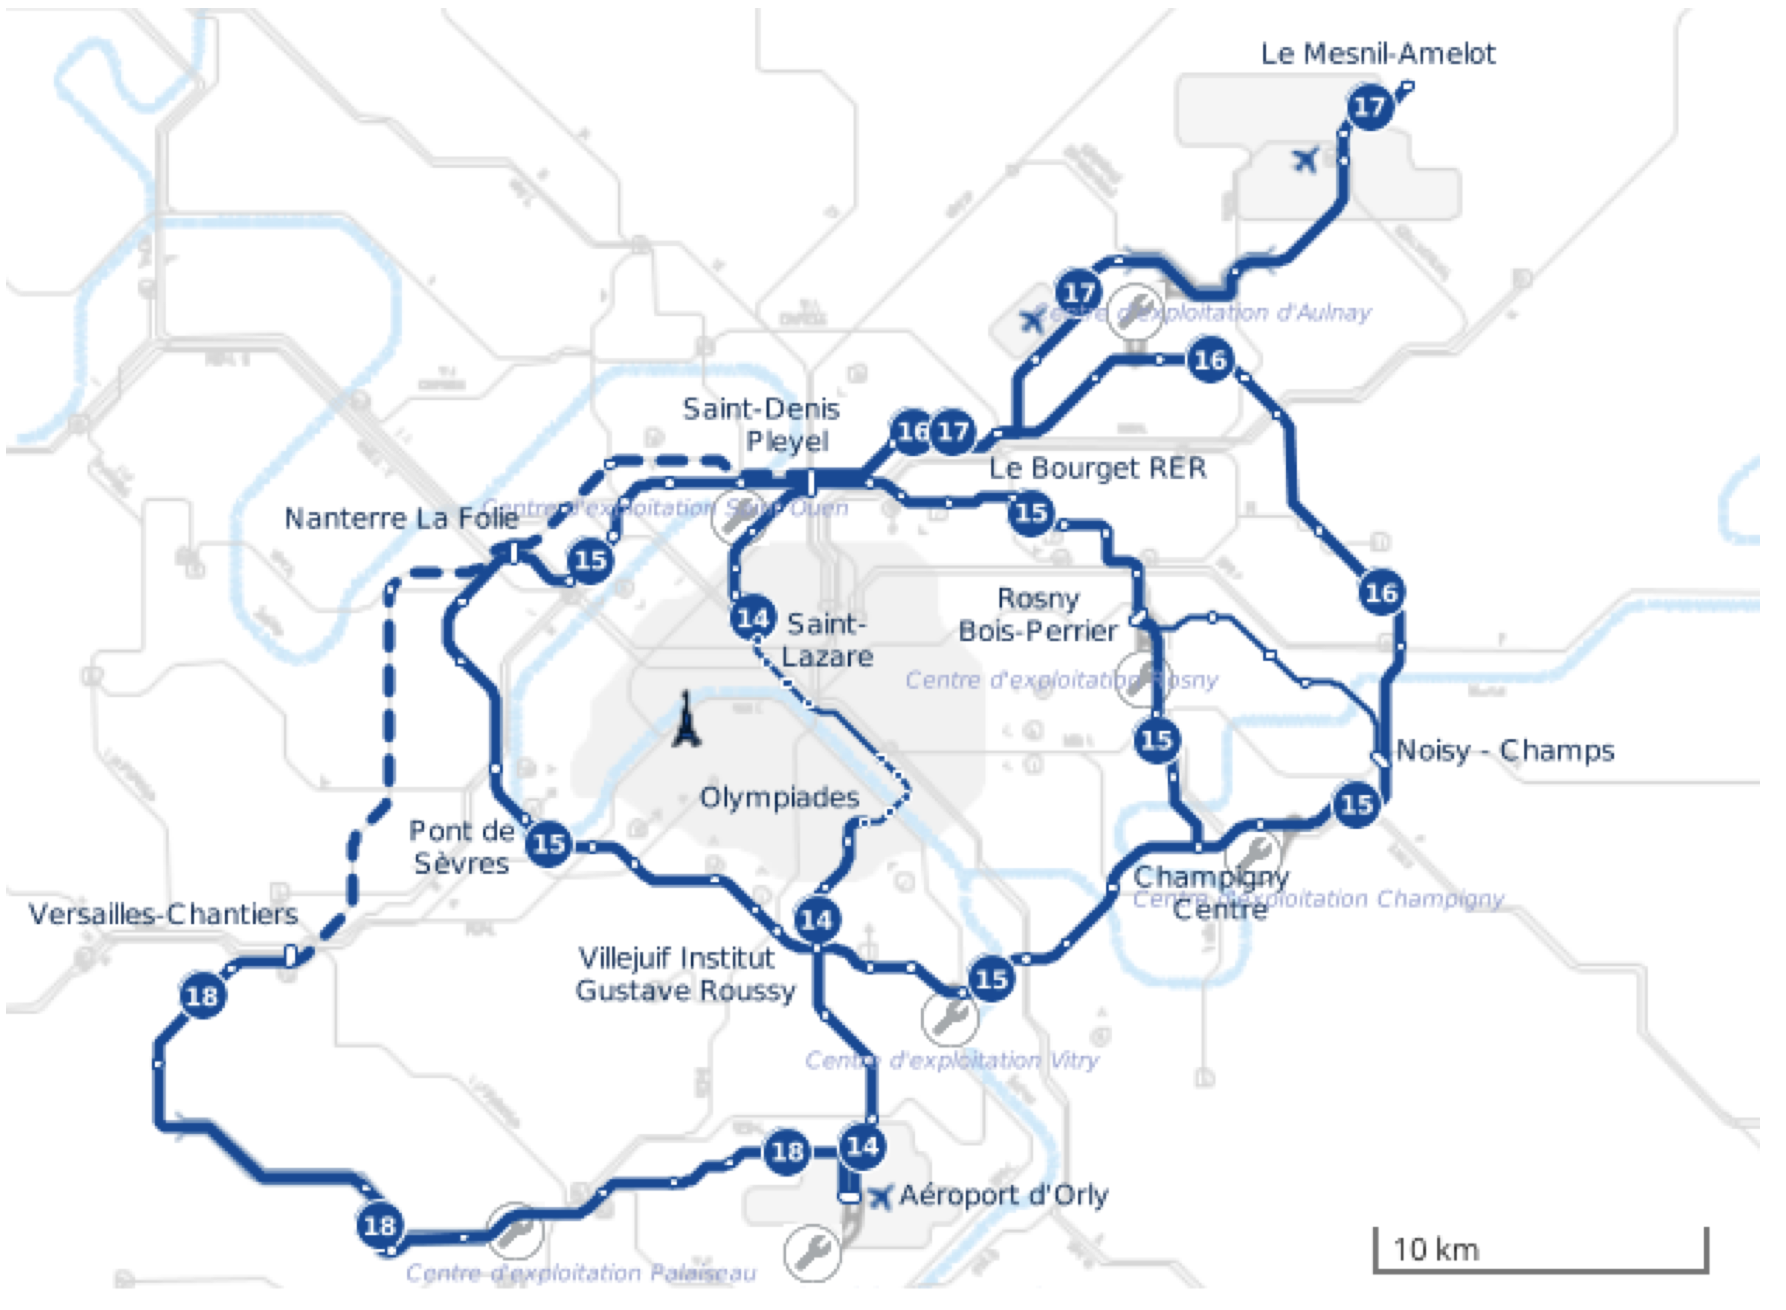 Le Mesnil-Amelot
17
17
Centre d'exploitation d'Aulnay
16
Saint-Denis
Pleyel
16
17
Le Bourget RER
Nanterre La Folie
Centre d'exploitation Saint Ouen
15
15
16
14
Saint-
Lazare
Rosny
Bois-Perrier
Centre d'exploitation Rosny
15
Noisy - Champs
Olympiades
15
Pont de
Sèvres
15
Champigny
Centre
Centre d'exploitation Champigny
Versailles-Chantiers
14
Villejuif Institut
Gustave Roussy
15
18
Centre d'exploitation Vitry
18
14
Aéroport d'Orly
18
10 km
Centre d'exploitation Palaiseau